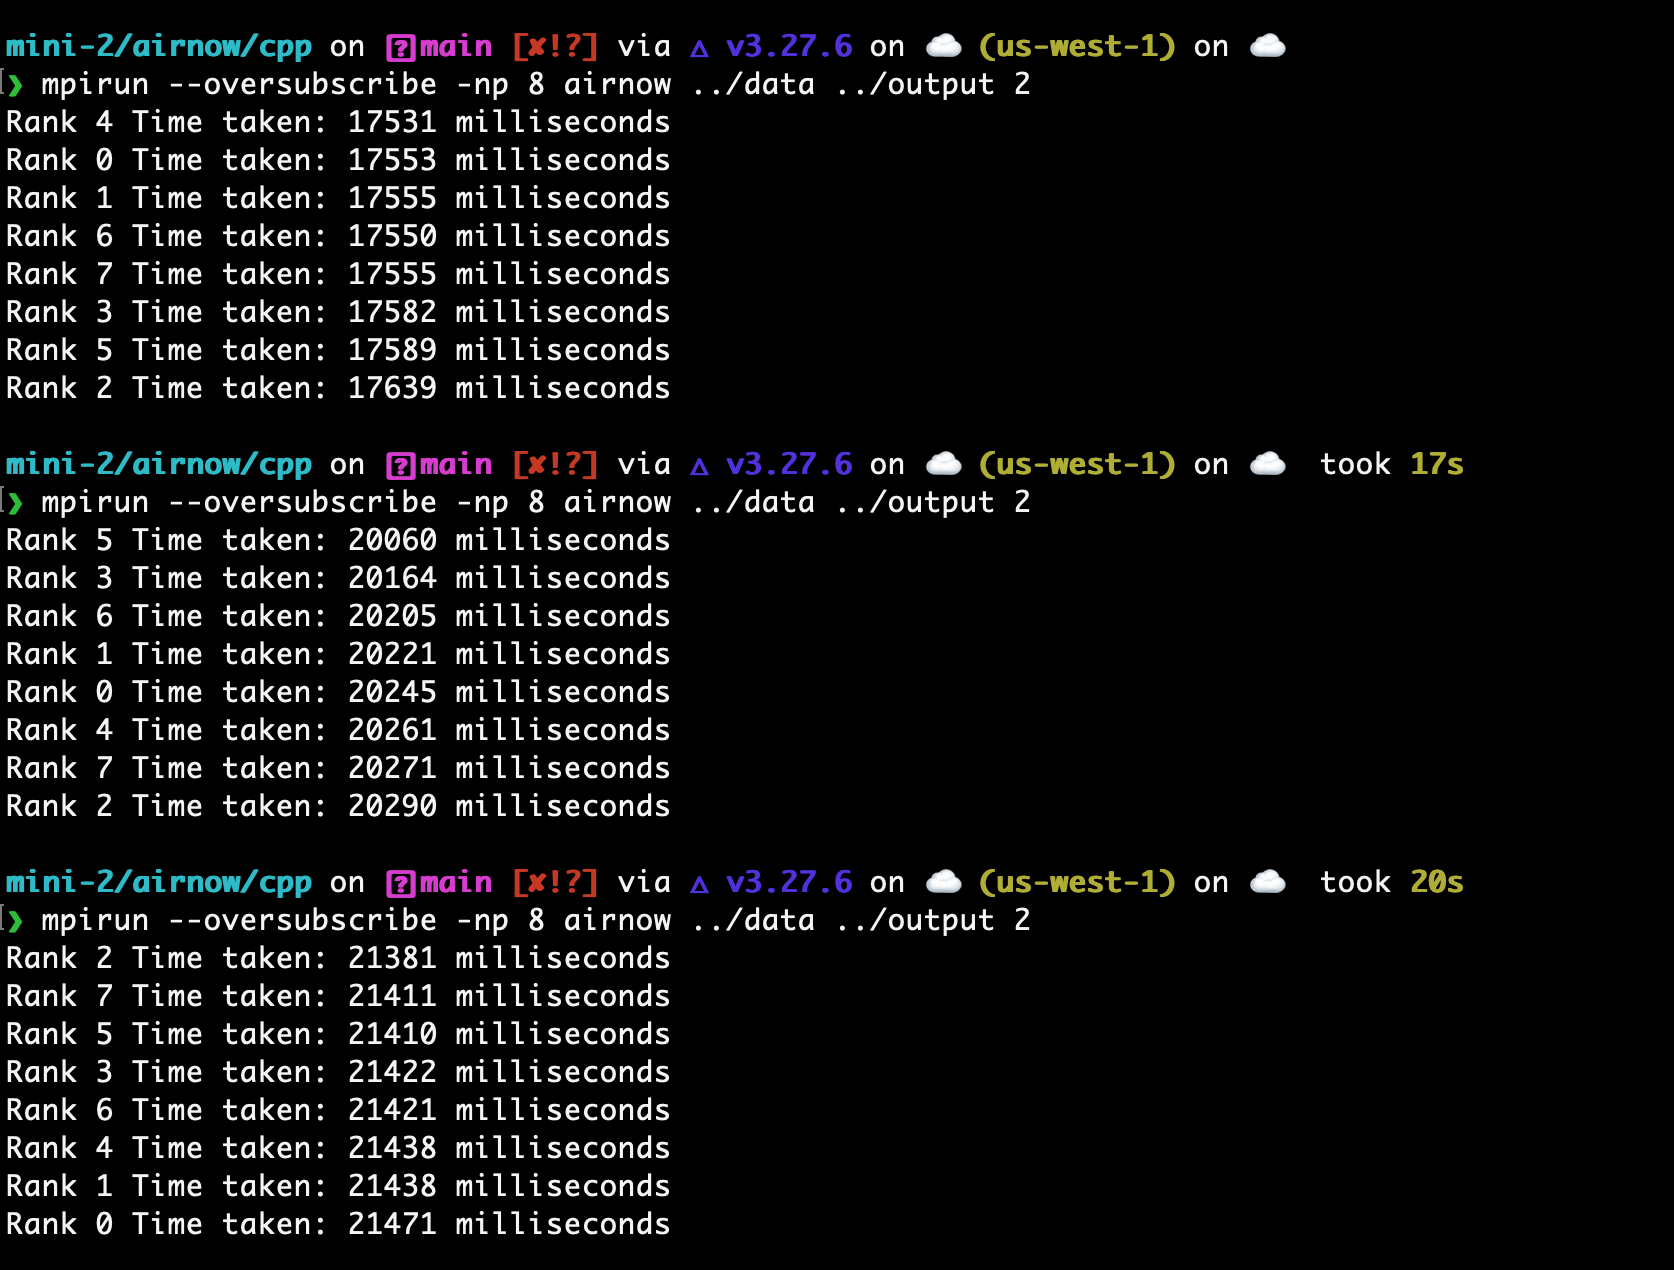 mini-2/airnow/cpp on [?]main [✘!?] via △ v3.27.6 on ☁️ (us-west-1) on ☁️
❯ mpirun --oversubscribe -np 8 airnow ../data ../output 2
Rank 4 Time taken: 17531 milliseconds
Rank 0 Time taken: 17553 milliseconds
Rank 1 Time taken: 17555 milliseconds
Rank 6 Time taken: 17550 milliseconds
Rank 7 Time taken: 17555 milliseconds
Rank 3 Time taken: 17582 milliseconds
Rank 5 Time taken: 17589 milliseconds
Rank 2 Time taken: 17639 milliseconds
mini-2/airnow/cpp on [?]main [✘!?] via △ v3.27.6 on ☁️ (us-west-1) on ☁️ took 17s
❯ mpirun --oversubscribe -np 8 airnow ../data ../output 2
Rank 5 Time taken: 20060 milliseconds
Rank 3 Time taken: 20164 milliseconds
Rank 6 Time taken: 20205 milliseconds
Rank 1 Time taken: 20221 milliseconds
Rank 0 Time taken: 20245 milliseconds
Rank 4 Time taken: 20261 milliseconds
Rank 7 Time taken: 20271 milliseconds
Rank 2 Time taken: 20290 milliseconds
mini-2/airnow/cpp on [?]main [✘!?] via △ v3.27.6 on ☁️ (us-west-1) on ☁️ took 20s
❯ mpirun --oversubscribe -np 8 airnow ../data ../output 2
Rank 2 Time taken: 21381 milliseconds
Rank 7 Time taken: 21411 milliseconds
Rank 5 Time taken: 21410 milliseconds
Rank 3 Time taken: 21422 milliseconds
Rank 6 Time taken: 21421 milliseconds
Rank 4 Time taken: 21438 milliseconds
Rank 1 Time taken: 21438 milliseconds
Rank 0 Time taken: 21471 milliseconds